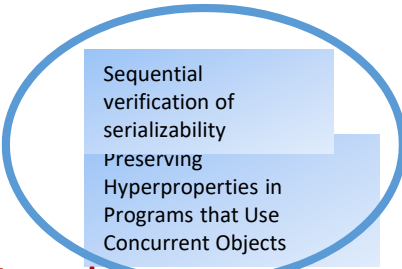 Sequential
verification of
serializability
Preserving
Hyperproperties in
Programs that Use
Concurrent Objects